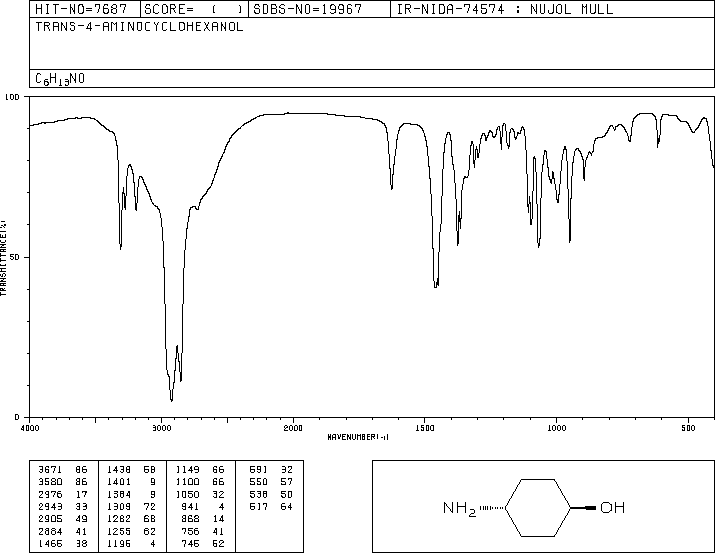 HIT-NO=7687 SCORE= ( ) SDBS-NO=19967 IR-NIDA-74574 : NUJOL MULL
TRANS-4-AMINOCYCLOHEXANOL
C6H13NO
100
50
0
TRANSMITTANCE(%)
4000 3000 2000 1500 1000 500
WAVENUMBER(-1)
3671 86 1438 58 1149 66 591 32
3580 86 1401 9 1100 66 550 57
2976 17 1384 9 1050 32 538 50
2943 33 1309 72 941 4 517 64
2905 49 1282 68 868 14
2884 41 1255 62 756 41
1465 38 1195 4 745 52
NH2 OH